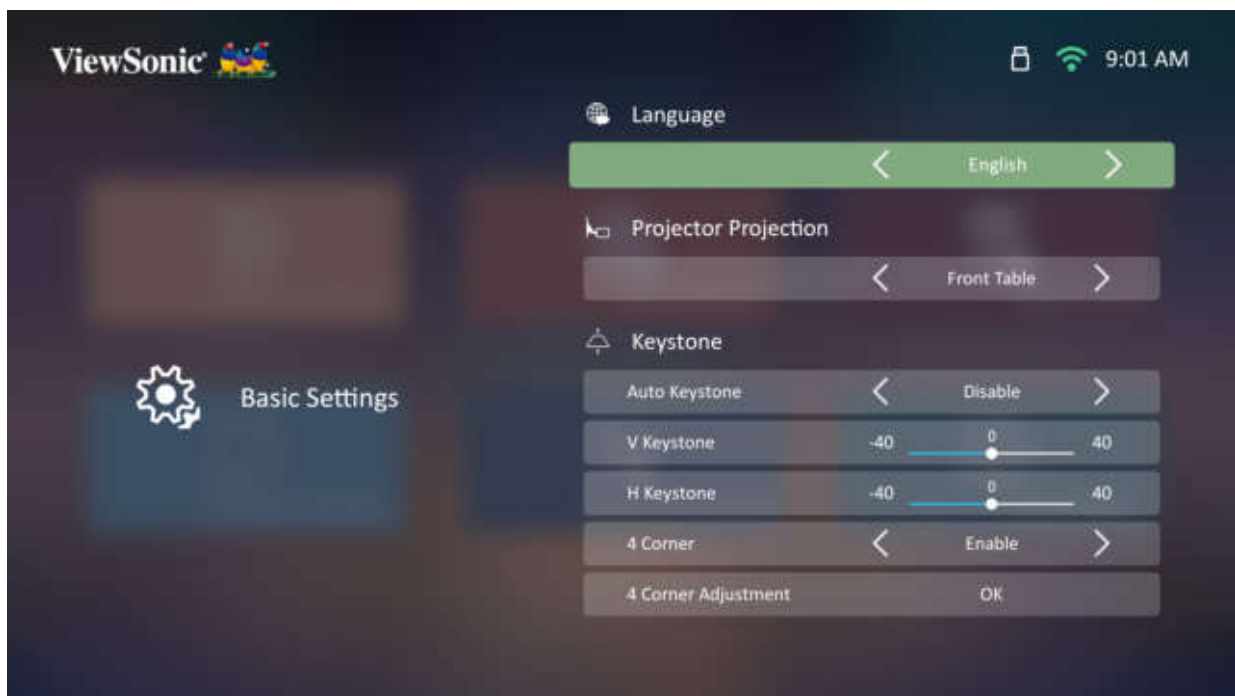 ViewSonic
9:01 AM
Language
English
Projector Projection
Front Table
Keystone
Auto Keystone Disable
V Keystone -40 0 40
H Keystone -40 0 40
4 Corner Enable
4 Corner Adjustment OK
Basic Settings